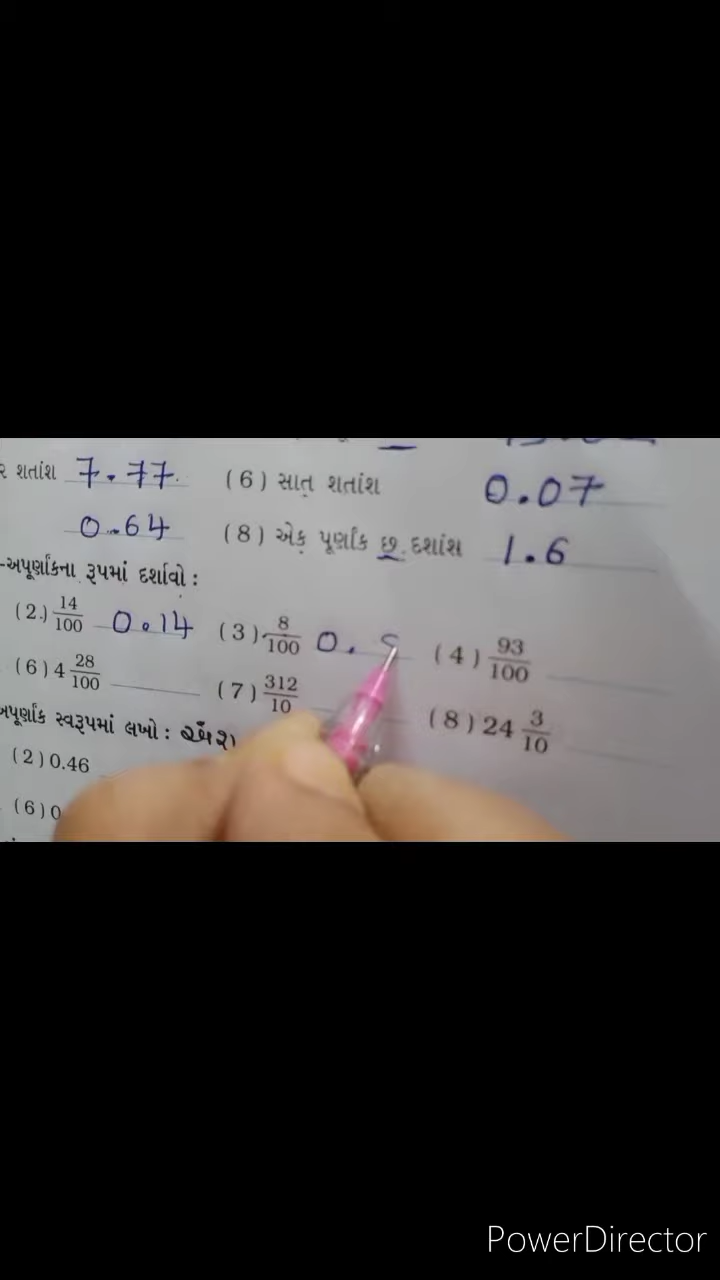 ૨ શતાંશ 7.77 (6) સાત શતાંશ 0.07
0.64 (8) એક પૂર્ણાંક છ દશાંસ 1.6
-અપૂર્ણાંકના રૂપમાં દર્શાવો :
(2.) 14/100 0.14 (3) 8/100 0. (4) 93/100
(6) 4 28/100 (7) 312/10 (8) 24 3/10
અપૂર્ણાંક સ્વરૂપમાં લખો :
(2) 0.46
(6) 0
PowerDirector